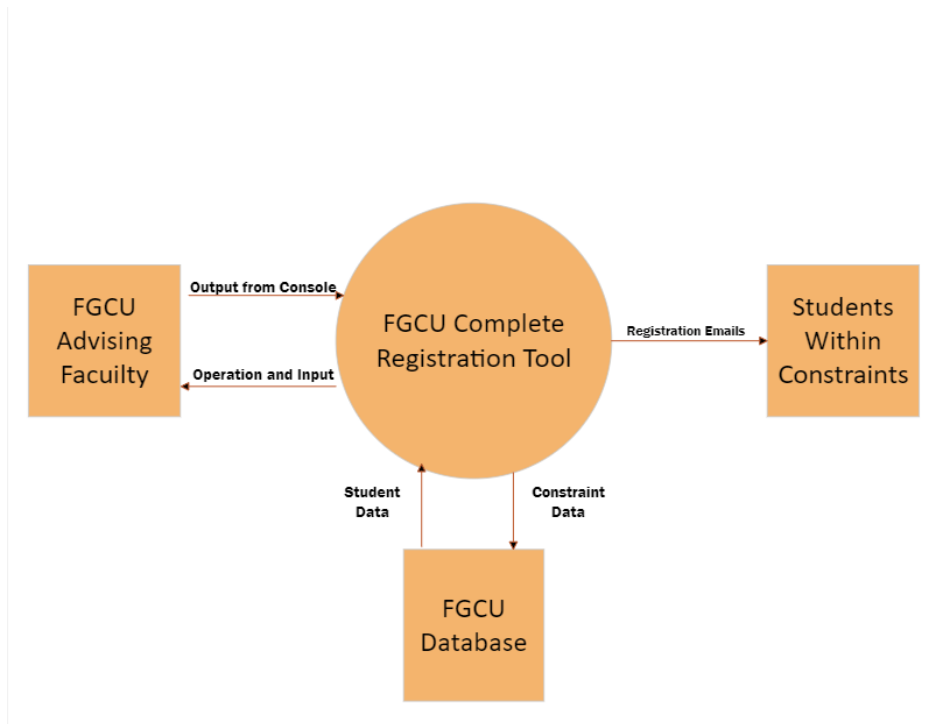 Output from Console
FGCU
Advising
Facuilty
Operation and Input
FGCU Complete
Registration Tool
Registration Emails
Students
Within
Constraints
Student
Data
Constraint
Data
FGCU
Database